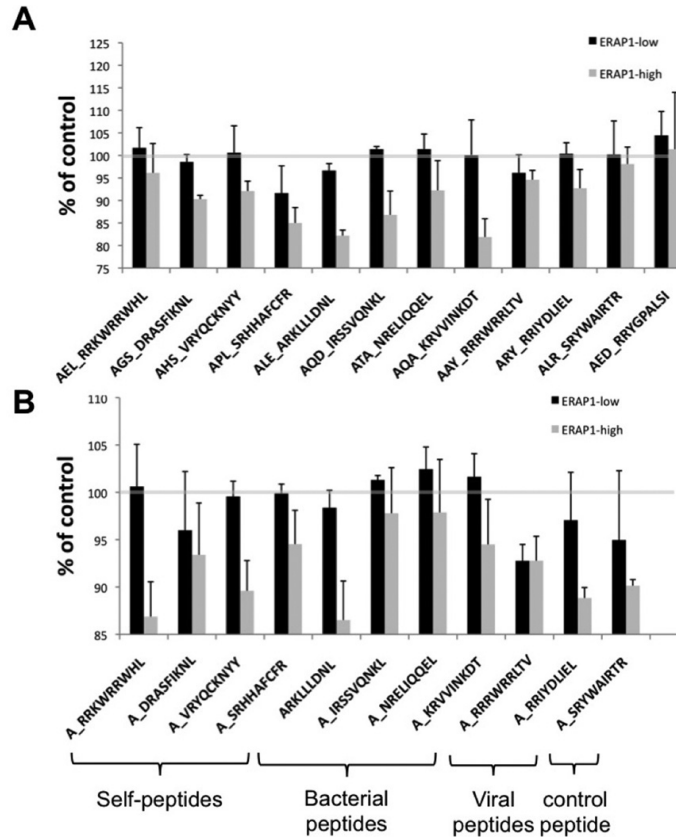 A
125
120
115
110
105
100
95
90
85
80
75
% of control
ERAP1-low
ERAP1-high
AEL_RRKWRRWHL
AGS_DRASFIKNL
AHS_VRYQCKNYY
APL_SRHHAFCFR
ALE_ARKLLLDNL
AQD_IRSSVQNKL
ATA_NRELIQQEL
AQA_KRVVINKDT
AAY_RRRWRRLTV
ARY_RRIYDLIEL
ALR_SRYWAIRTR
AED_RRYGPALSI
B
110
105
100
95
90
85
% of control
ERAP1-low
ERAP1-high
A_RRKWRRWHL
A_DRASFIKNL
A_VRYQCKNYY
A_SRHHAFCFR
ARKLLLDNL
A_IRSSVQNKL
A_NRELIQQEL
A_KRVVINKDT
A_RRRWRRLTV
A_RRIYDLIEL
A_SRYWAIRTR
Self-peptides
Bacterial
peptides
Viral
peptides
control
peptide